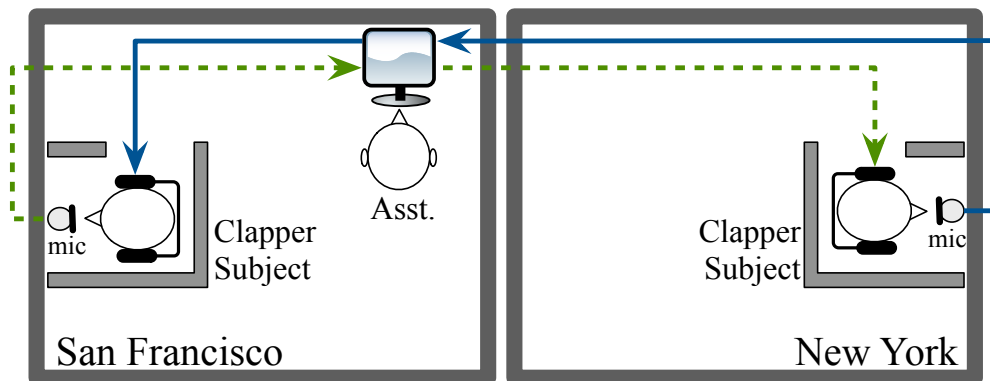 Asst.
mic
Clapper
Subject
San Francisco
Clapper
Subject
mic
New York